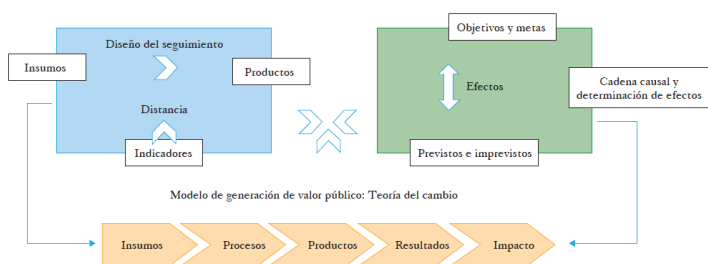 Diseño del seguimiento
Insumos
Productos
Distancia
Indicadores
Objetivos y metas
Efectos
Cadena causal y
determinación de efectos
Previstos e imprevistos
Modelo de generación de valor público: Teoría del cambio
Insumos
Procesos
Productos
Resultados
Impacto